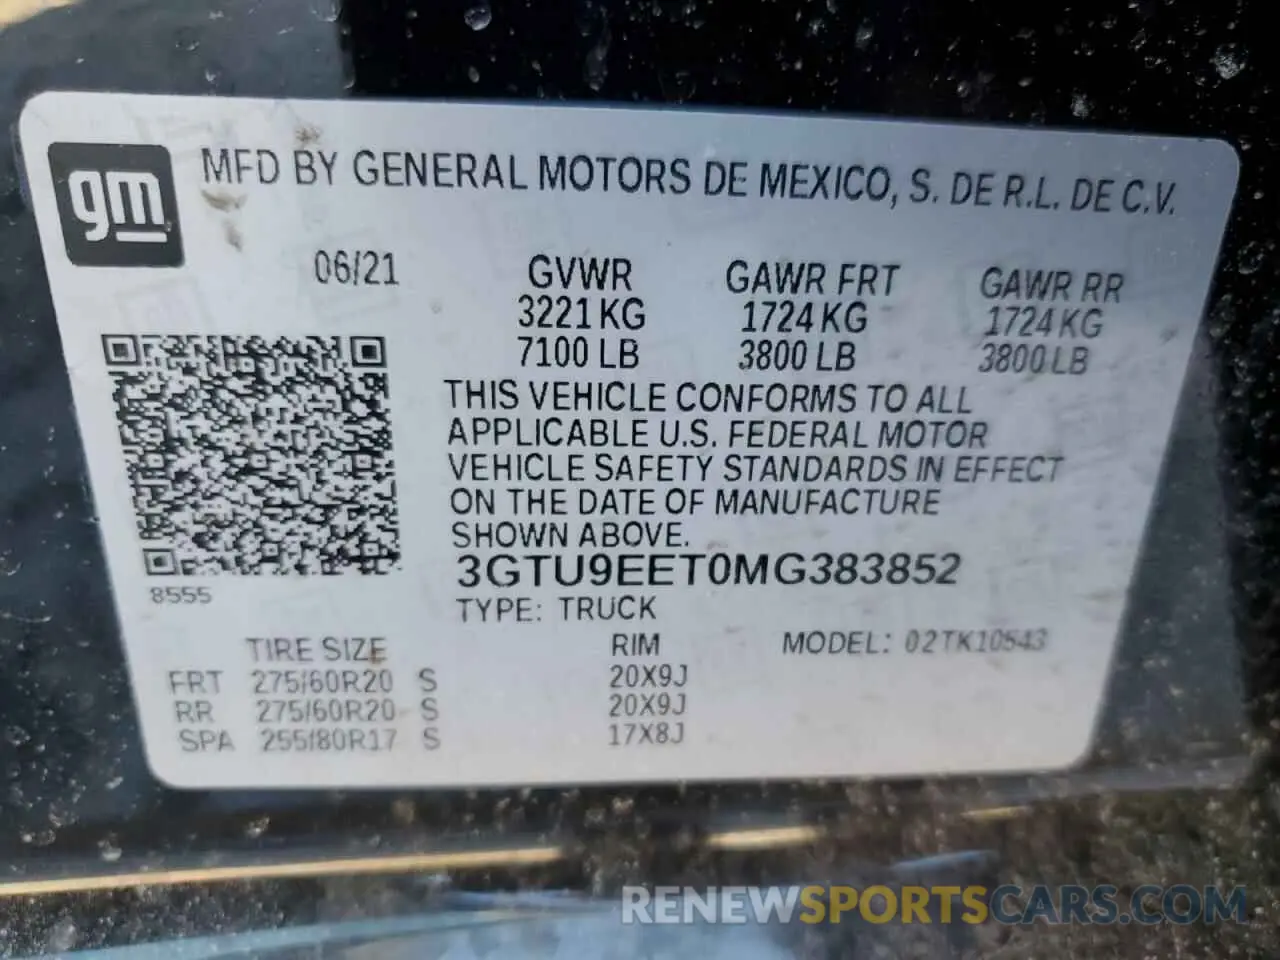 gm
MFD BY GENERAL MOTORS DE MEXICO, S. DE R.L. DE C.V.
06/21 GVWR GAWR FRT GAWR RR
3221 KG 1724 KG 1724 KG
7100 LB 3800 LB 3800 LB
THIS VEHICLE CONFORMS TO ALL
APPLICABLE U.S. FEDERAL MOTOR
VEHICLE SAFETY STANDARDS IN EFFECT
ON THE DATE OF MANUFACTURE
SHOWN ABOVE.
3GTU9EET0MG383852
8555
TYPE: TRUCK
TIRE SIZE RIM MODEL: 02TK10543
FRT 275/60R20 S 20X9J
RR 275/60R20 S 20X9J
SPA 255/80R17 S 17X8J
RENEWSPORTSCARS.COM